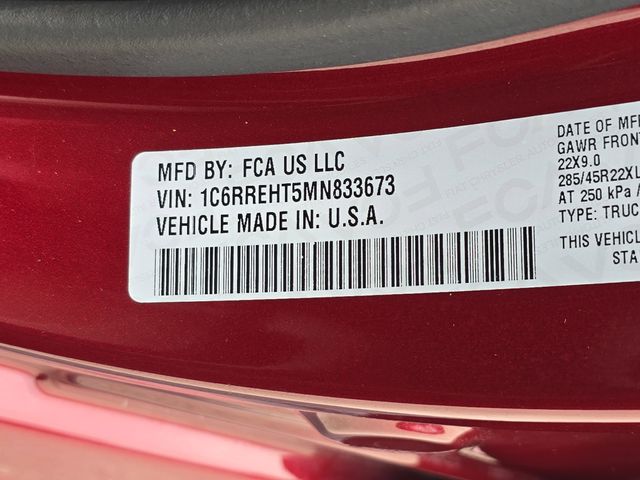 MFD BY: FCA US LLC
VIN: 1C6RREHT5MN833673
VEHICLE MADE IN: U.S.A.
DATE OF MF
GAWR FRONT
22X9.0
285/45R22XL
AT 250 kPa
TYPE: TRUC
THIS VEHICL
STA